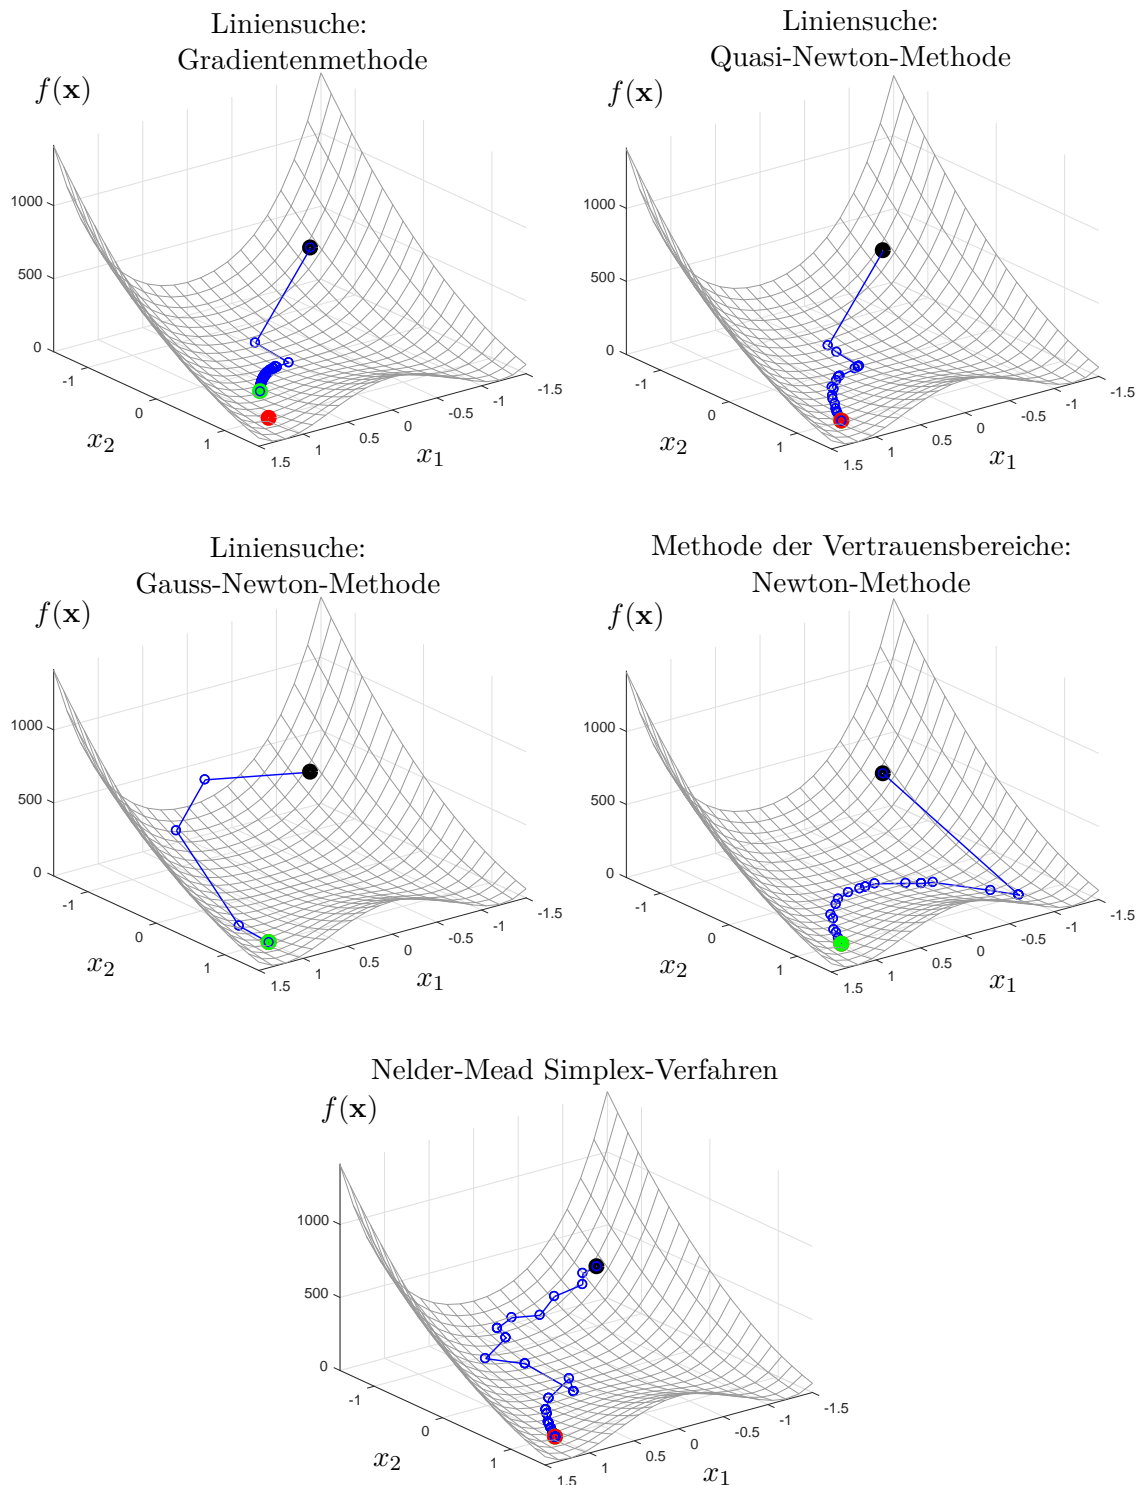 Liniensuche:
Gradientenmethode
f(x)
1000
500
0
-1
0
1
x₂
1.5
1
0.5
0
-0.5
-1
-1.5
x₁
Liniensuche:
Quasi-Newton-Methode
f(x)
1000
500
0
-1
0
1
x₂
1.5
1
0.5
0
-0.5
-1
-1.5
x₁
Liniensuche:
Gauss-Newton-Methode
f(x)
1000
500
0
-1
0
1
x₂
1.5
1
0.5
0
-0.5
-1
-1.5
x₁
Methode der Vertrauensbereiche:
Newton-Methode
f(x)
1000
500
0
-1
0
1
x₂
1.5
1
0.5
0
-0.5
-1
-1.5
x₁
Nelder-Mead Simplex-Verfahren
f(x)
1000
500
0
-1
0
1
x₂
1.5
1
0.5
0
-0.5
-1
-1.5
x₁